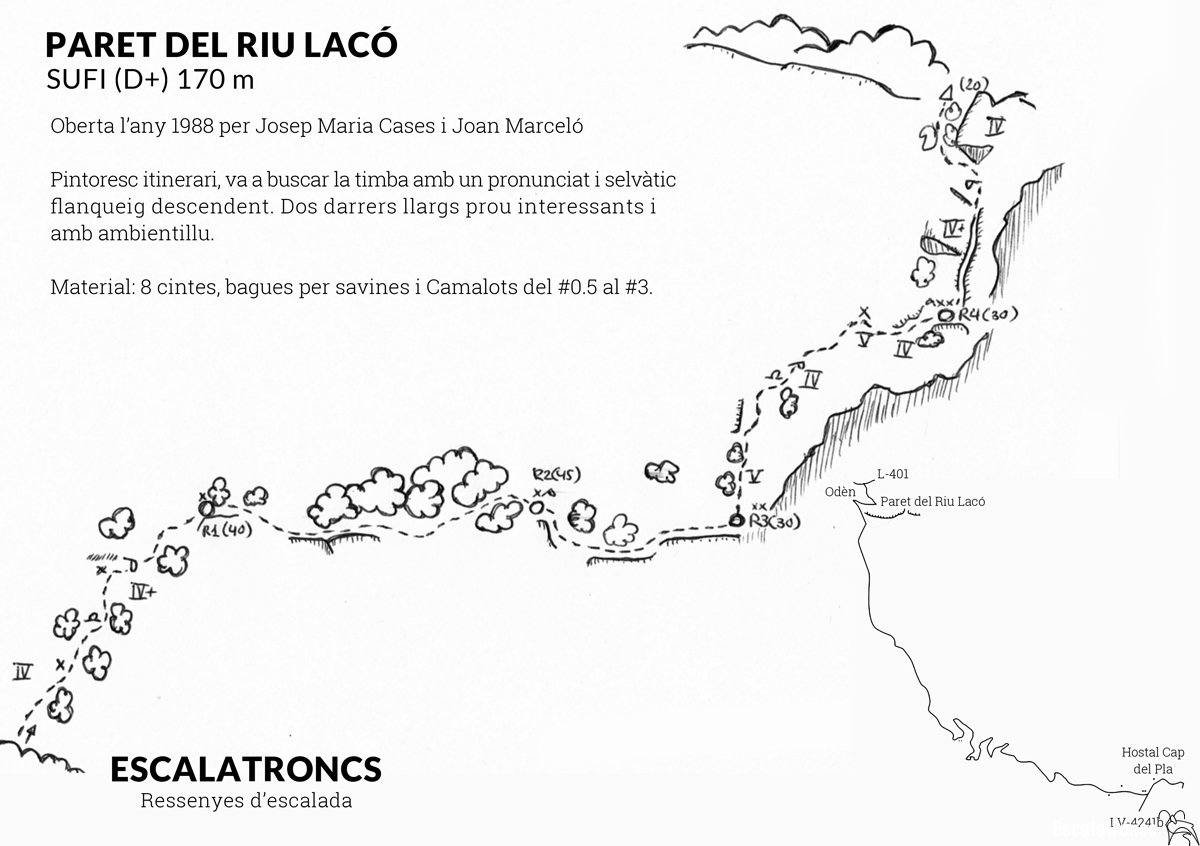 PARET DEL RIU LACÓ
SUFI (D+) 170 m
Oberta l’any 1988 per Josep Maria Cases i Joan Marceló
Pintoresc itinerari, va a buscar la timba amb un pronunciat i selvàtic
flanqueig descendent. Dos darrers llargs prou interessants i
amb ambientillu.
Material: 8 cintes, bagues per savines i Camalots del #0.5 al #3.
(20)
IV
IV+
R4(30)
V
IV
IV
V
R3(30)
R2(45)
R1(40)
IV+
IV
L-401
Odèn
Paret del Riu Lacó
Hostal Cap
del Pla
LV-4241b
ESCALATRONCS
Ressenyes d’escalada